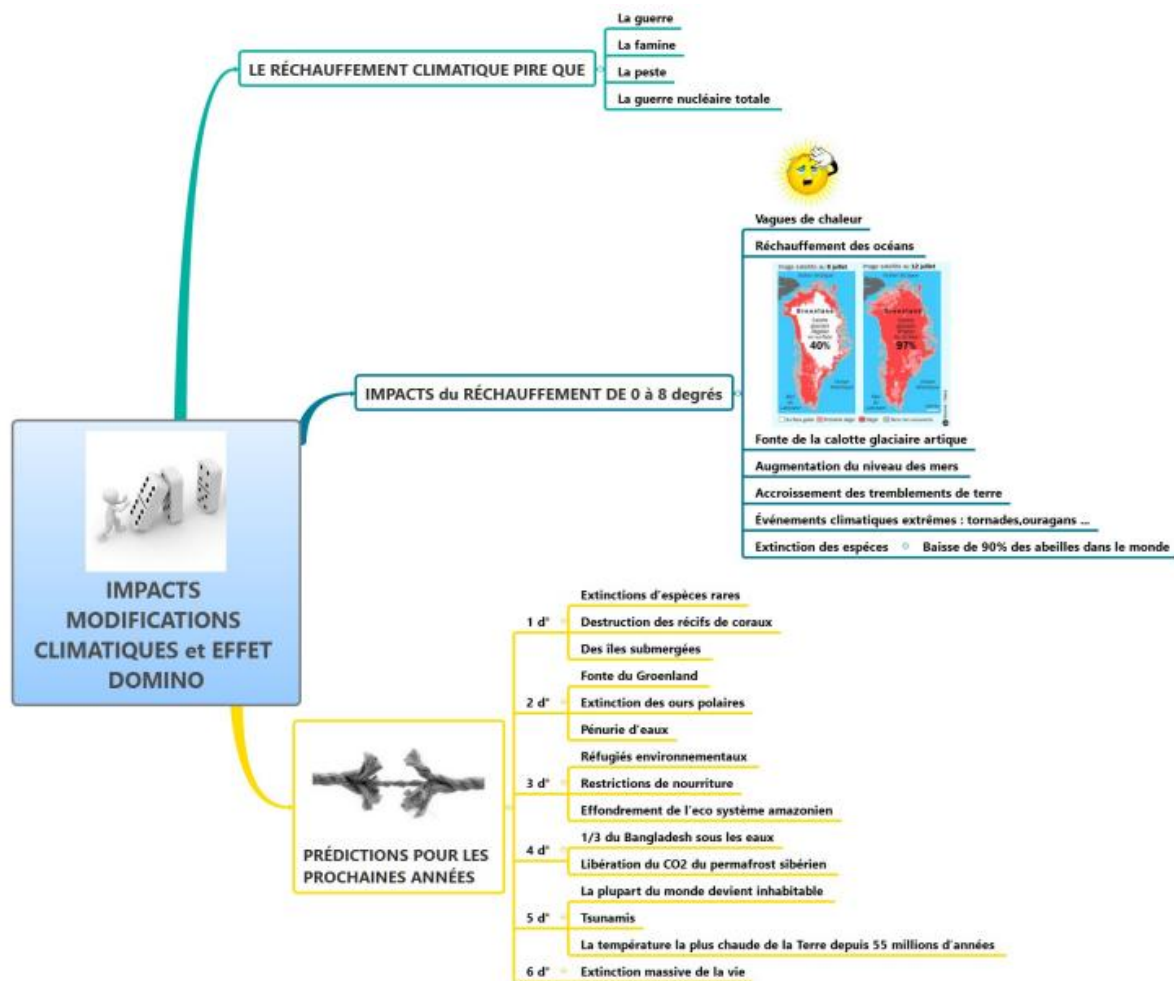 La guerre
La famine
LE RÉCHAUFFEMENT CLIMATIQUE PIRE QUE
La peste
La guerre nucléaire totale
Vagues de chaleur
Réchauffement des océans
Groenland
40%
Groenland
97%
IMPACTS du RÉCHAUFFEMENT DE 0 à 8 degrés
Fonte de la calotte glaciaire artique
Augmentation du niveau des mers
Accroissement des tremblements de terre
Événements climatiques extrêmes : tornades,ouragans ...
Extinction des espéces
Baisse de 90% des abeilles dans le monde
IMPACTS
MODIFICATIONS
CLIMATIQUES et EFFET
DOMINO
PRÉDICTIONS POUR LES
PROCHAINES ANNÉES
1 d°
Extinctions d'espèces rares
Destruction des récifs de coraux
Des îles submergées
2 d°
Fonte du Groenland
Extinction des ours polaires
Pénurie d'eaux
3 d°
Réfugiés environnementaux
Restrictions de nourriture
Effondrement de l'eco système amazonien
4 d°
1/3 du Bangladesh sous les eaux
Libération du CO2 du permafrost sibérien
5 d°
La plupart du monde devient inhabitable
Tsunamis
La température la plus chaude de la Terre depuis 55 millions d'années
6 d°
Extinction massive de la vie